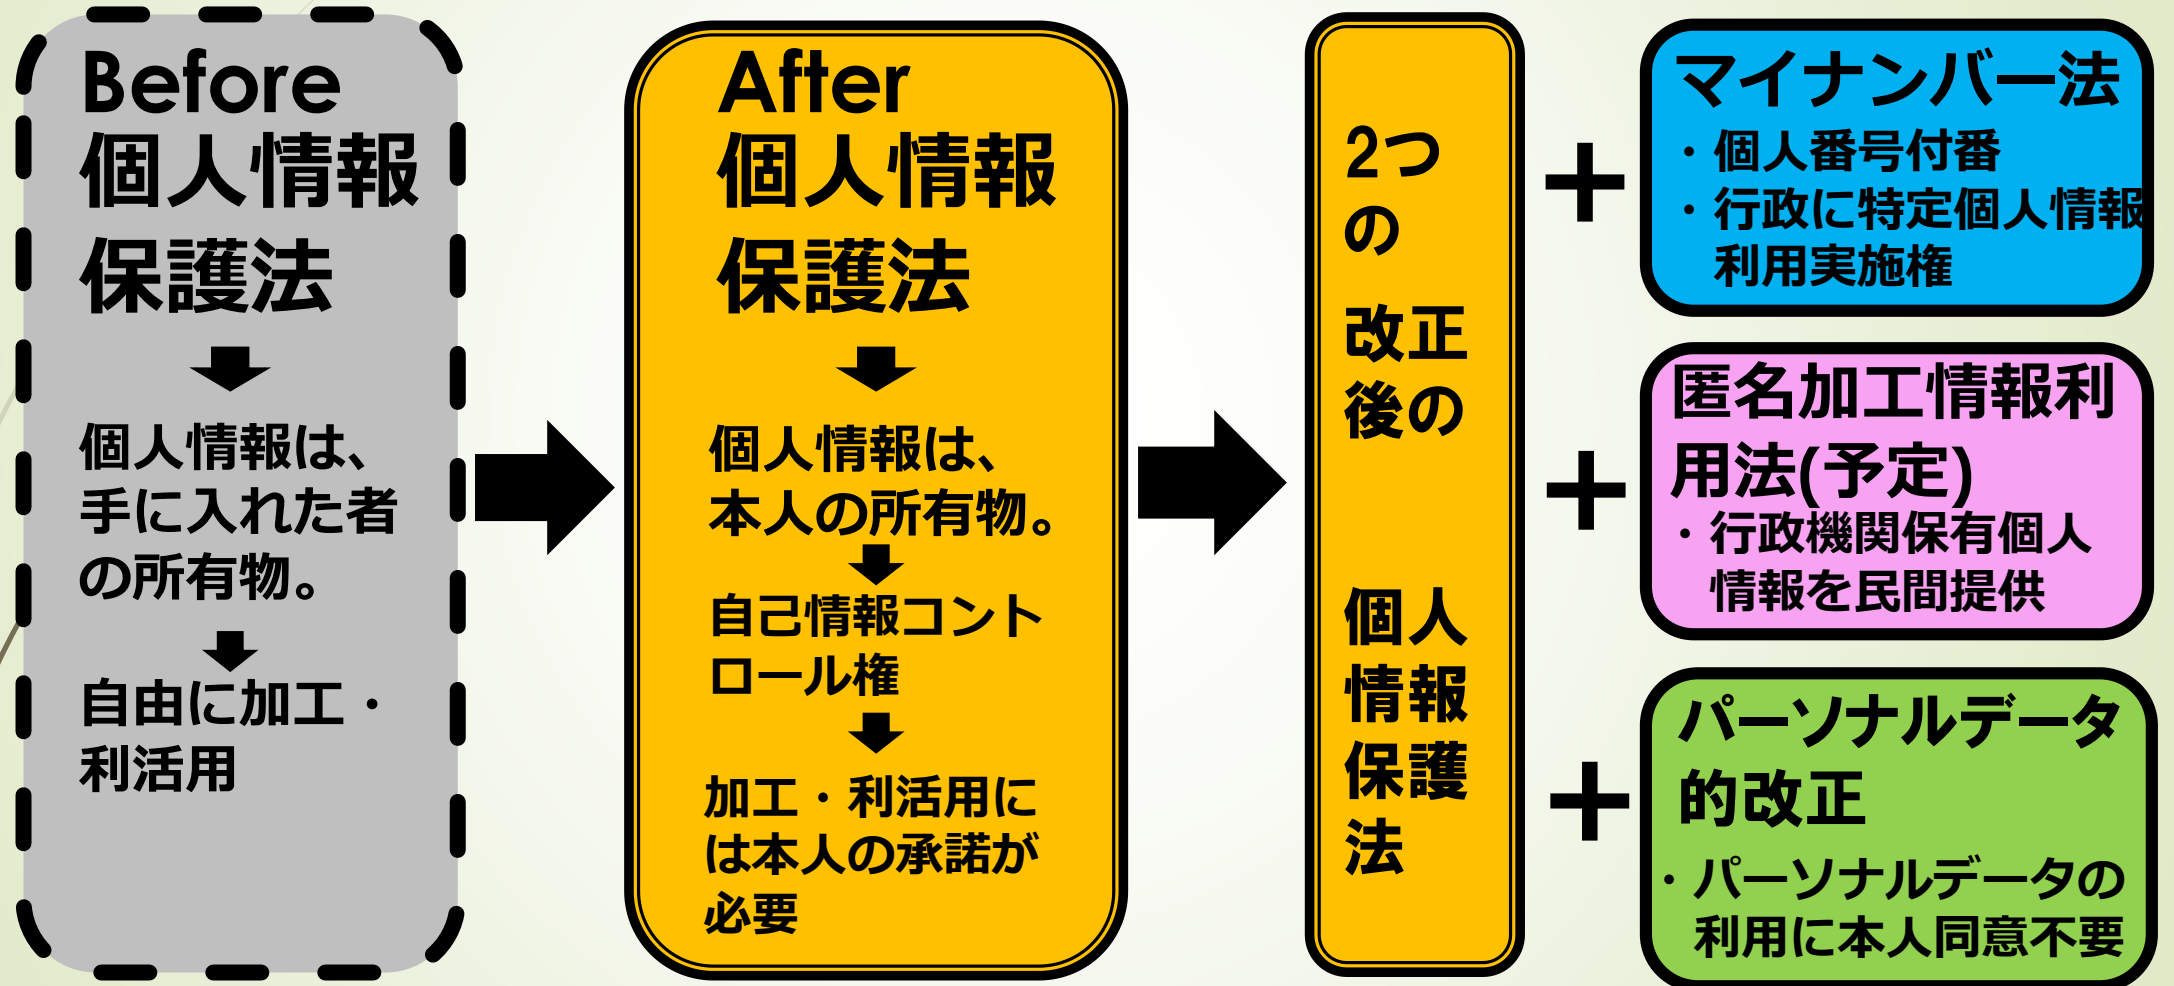 Before
個人情報
保護法
個人情報は、
手に入れた者
の所有物。
自由に加工・
利活用
After
個人情報
保護法
個人情報は、
本人の所有物。
自己情報コント
ロール権
加工・利活用に
は本人の承諾が
必要
2つ
の
改正
後の
個人
情報
保護
法
＋
マイナンバー法
・個人番号付番
・行政に特定個人情報
利用実施権
＋
匿名加工情報利
用法(予定)
・行政機関保有個人
情報を民間提供
＋
パーソナルデータ
的改正
・パーソナルデータの
利用に本人同意不要